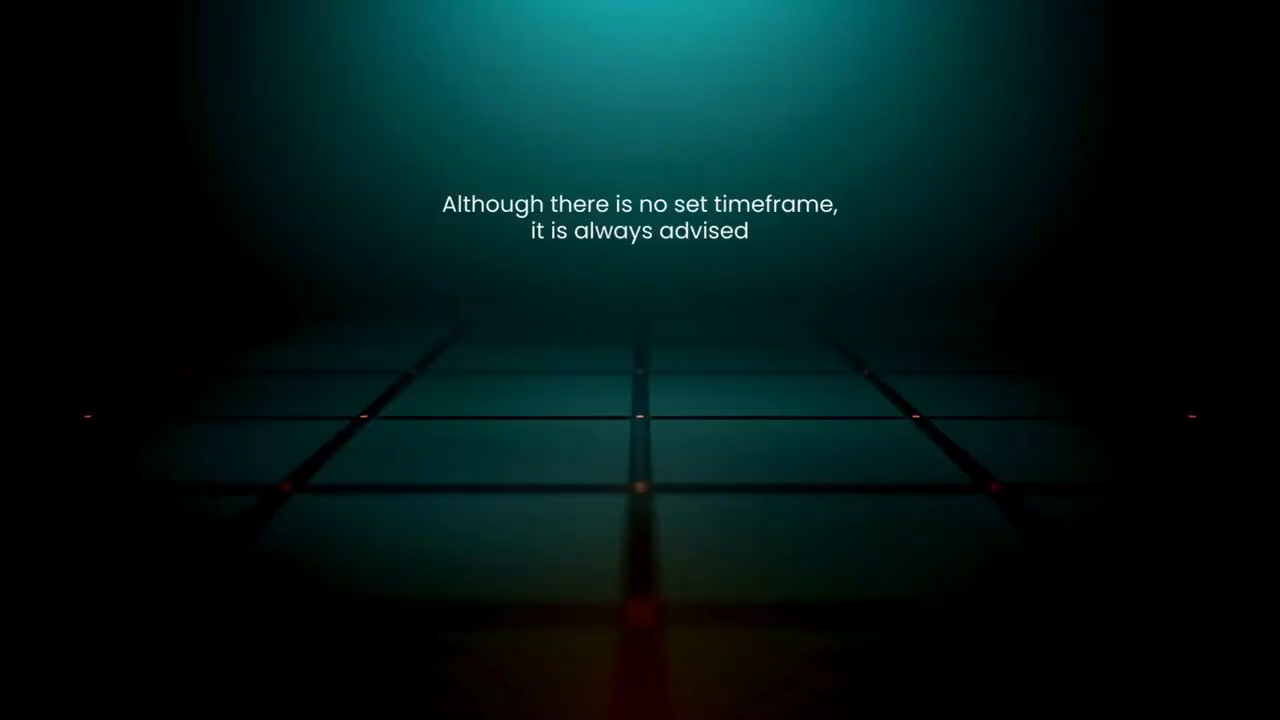 Although there is no set timeframe,
it is always advised